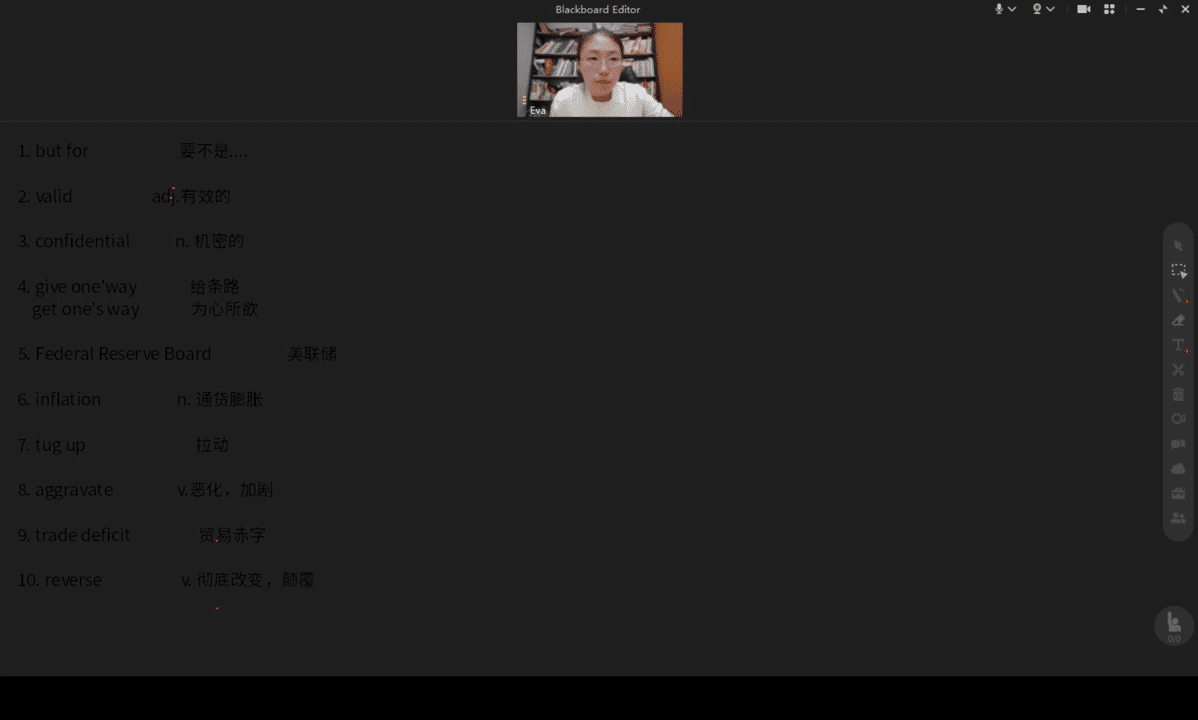 Blackboard Editor
Eva
1. but for 要不是....
2. valid adj.有效的
3. confidential n. 机密的
4. give one'way 给条路
get one's way 为心所欲
5. Federal Reserve Board 美联储
6. inflation n. 通货膨胀
7. tug up 拉动
8. aggravate v.恶化，加剧
9. trade deficit 贸易赤字
10. reverse v. 彻底改变，颠覆
0/0